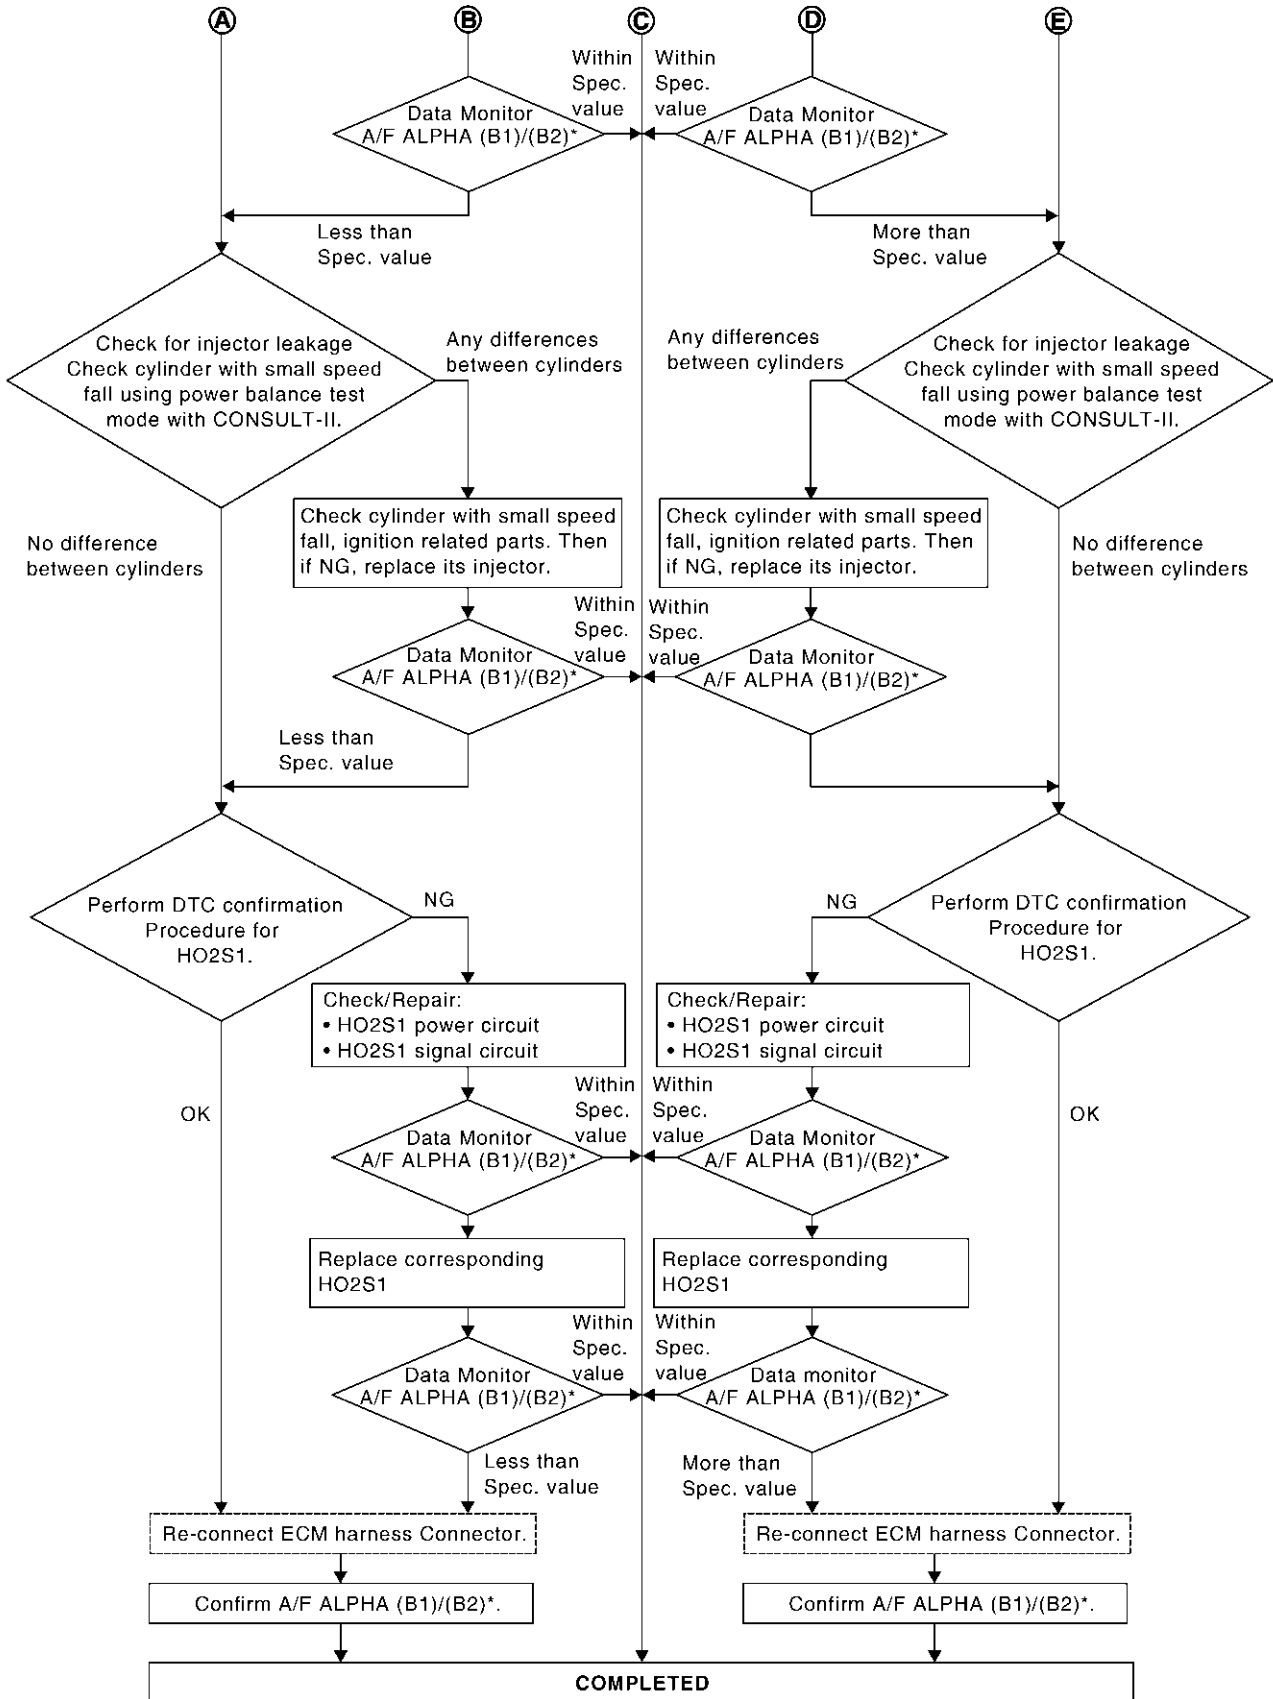 A
B
C
D
E
Within
Spec.
value
Within
Spec.
value
Data Monitor
A/F ALPHA (B1)/(B2)*
Data Monitor
A/F ALPHA (B1)/(B2)*
Less than
Spec. value
More than
Spec. value
Check for injector leakage
Check cylinder with small speed
fall using power balance test
mode with CONSULT-II.
Any differences
between cylinders
Any differences
between cylinders
Check for injector leakage
Check cylinder with small speed
fall using power balance test
mode with CONSULT-II.
No difference
between cylinders
Check cylinder with small speed
fall, ignition related parts. Then
if NG, replace its injector.
Check cylinder with small speed
fall, ignition related parts. Then
if NG, replace its injector.
No difference
between cylinders
Within
Spec.
value
Within
Spec.
value
Data Monitor
A/F ALPHA (B1)/(B2)*
Data Monitor
A/F ALPHA (B1)/(B2)*
Less than
Spec. value
Perform DTC confirmation
Procedure for
HO2S1.
NG
NG
Perform DTC confirmation
Procedure for
HO2S1.
Check/Repair:
• HO2S1 power circuit
• HO2S1 signal circuit
Check/Repair:
• HO2S1 power circuit
• HO2S1 signal circuit
OK
Within
Spec.
value
Within
Spec.
value
OK
Data Monitor
A/F ALPHA (B1)/(B2)*
Data Monitor
A/F ALPHA (B1)/(B2)*
Replace corresponding
HO2S1
Replace corresponding
HO2S1
Within
Spec.
value
Within
Spec.
value
Data Monitor
A/F ALPHA (B1)/(B2)*
Data monitor
A/F ALPHA (B1)/(B2)*
Less than
Spec. value
More than
Spec. value
Re-connect ECM harness Connector.
Re-connect ECM harness Connector.
Confirm A/F ALPHA (B1)/(B2)*.
Confirm A/F ALPHA (B1)/(B2)*.
COMPLETED